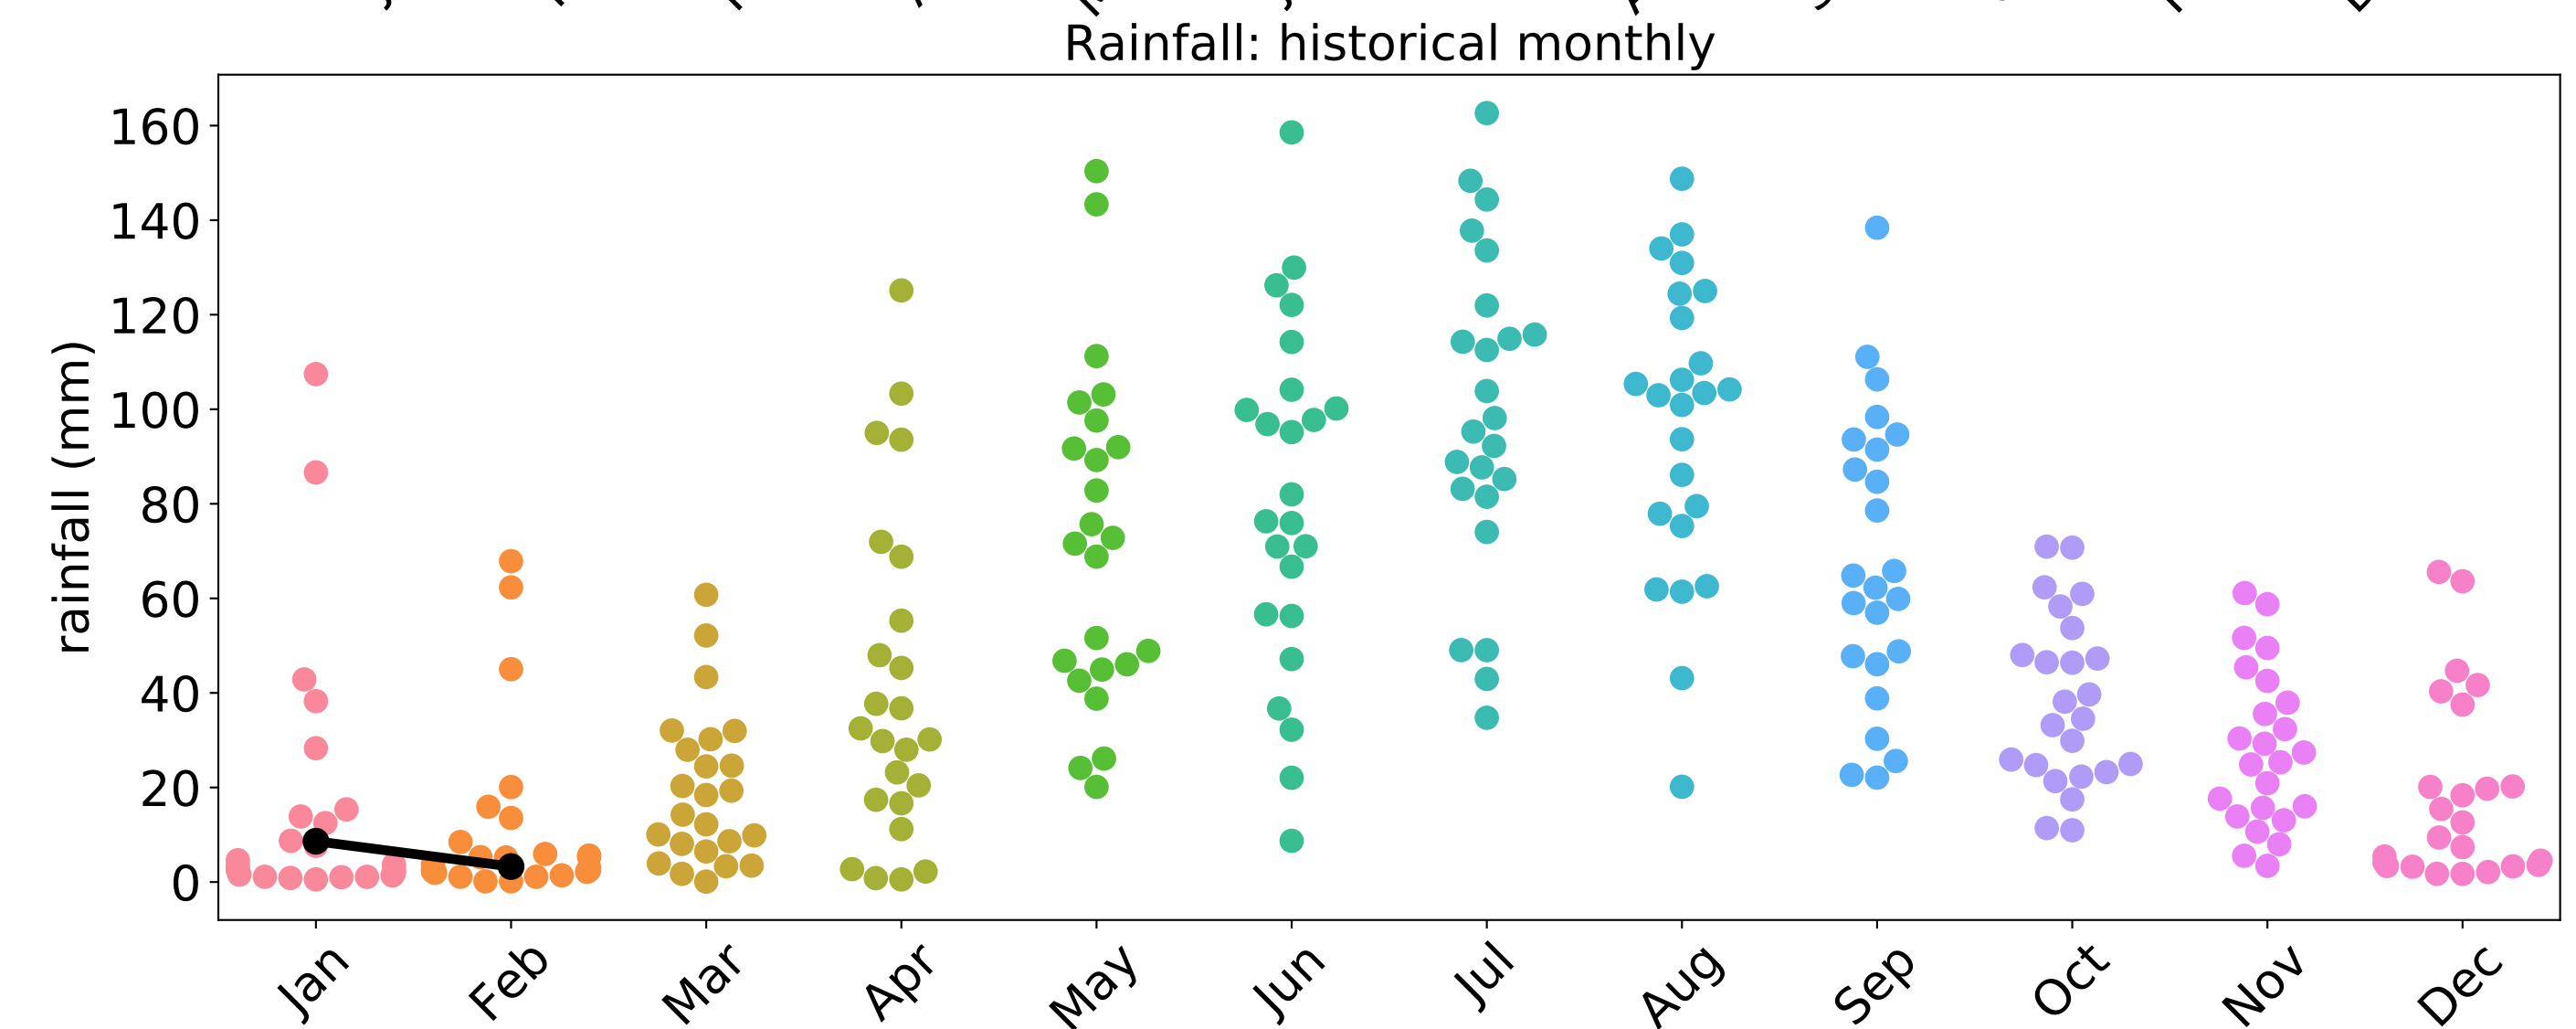 Rainfall: historical monthly
rainfall (mm)
160
140
120
100
80
60
40
20
0
Jan
Feb
Mar
Apr
May
Jun
Jul
Aug
Sep
Oct
Nov
Dec